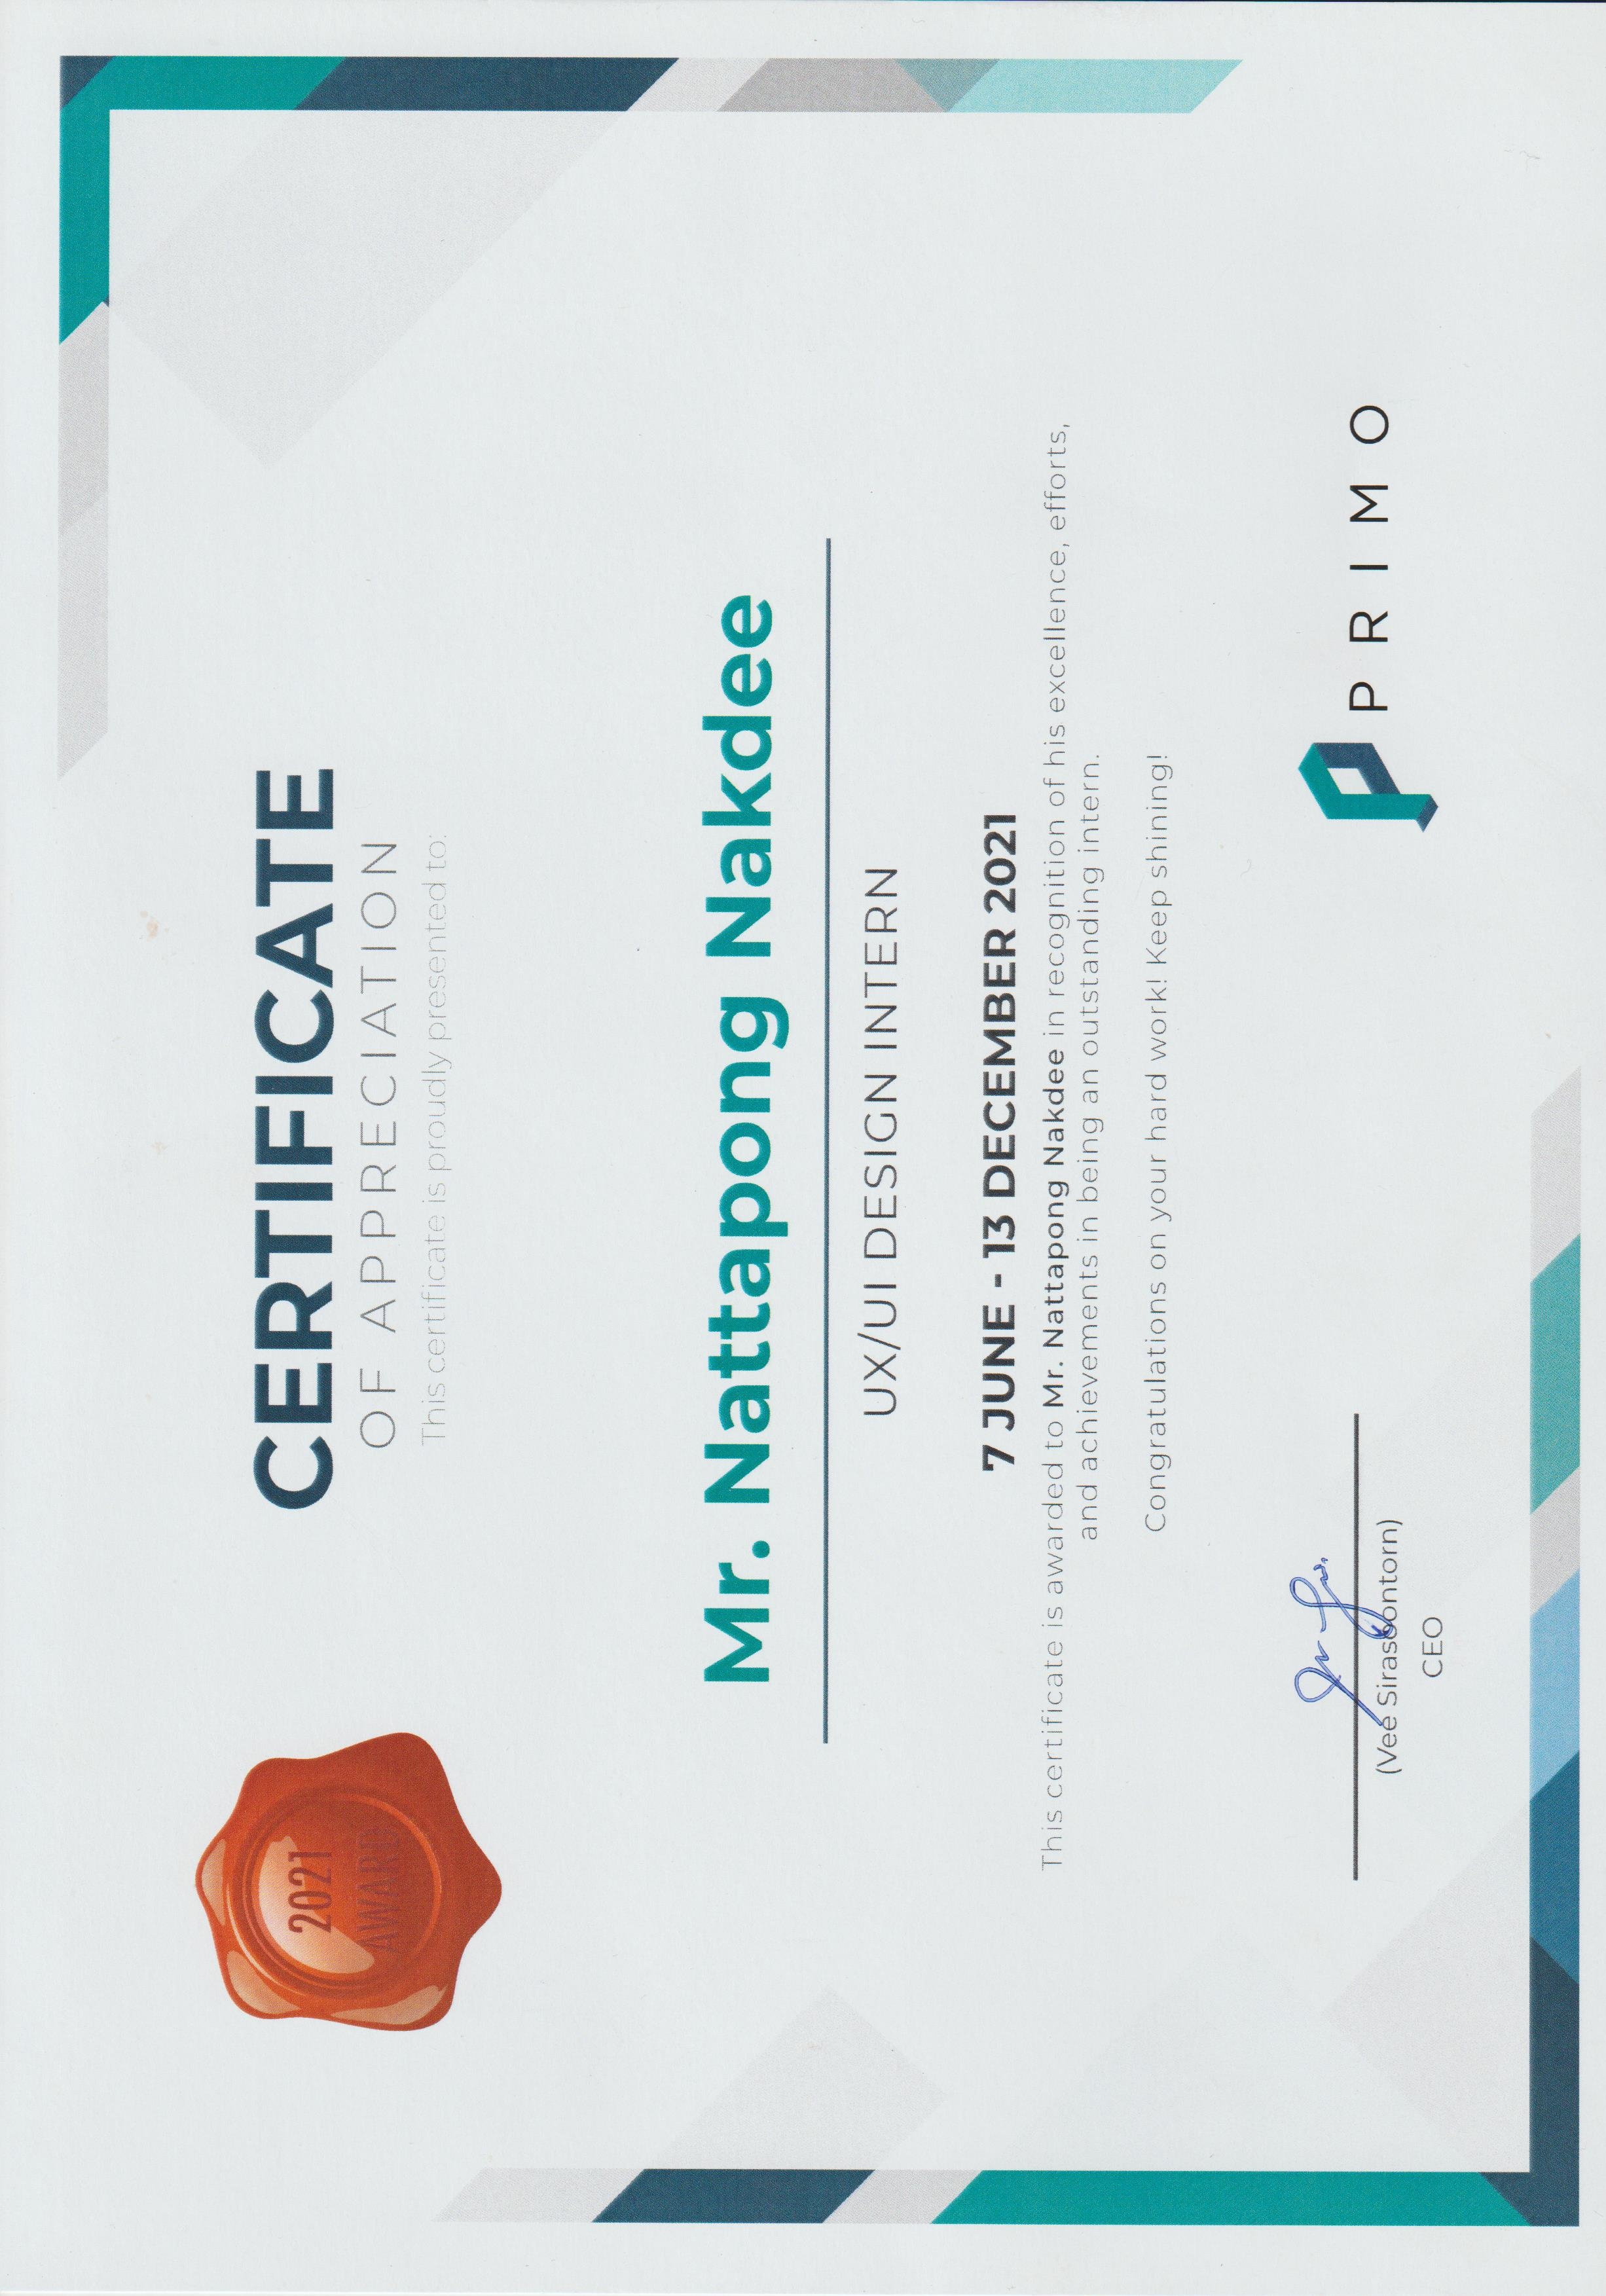 2021
AWARD
CERTIFICATE
OF APPRECIATION
This certificate is proudly presented to:
Mr. Nattapong Nakdee
UX/UI DESIGN INTERN
7 JUNE - 13 DECEMBER 2021
This certificate is awarded to Mr. Nattapong Nakdee in recognition of his excellence, efforts,
and achievements in being an outstanding intern.
Congratulations on your hard work! Keep shining!
(Vee Sirasoontorn)
CEO
PRIMO